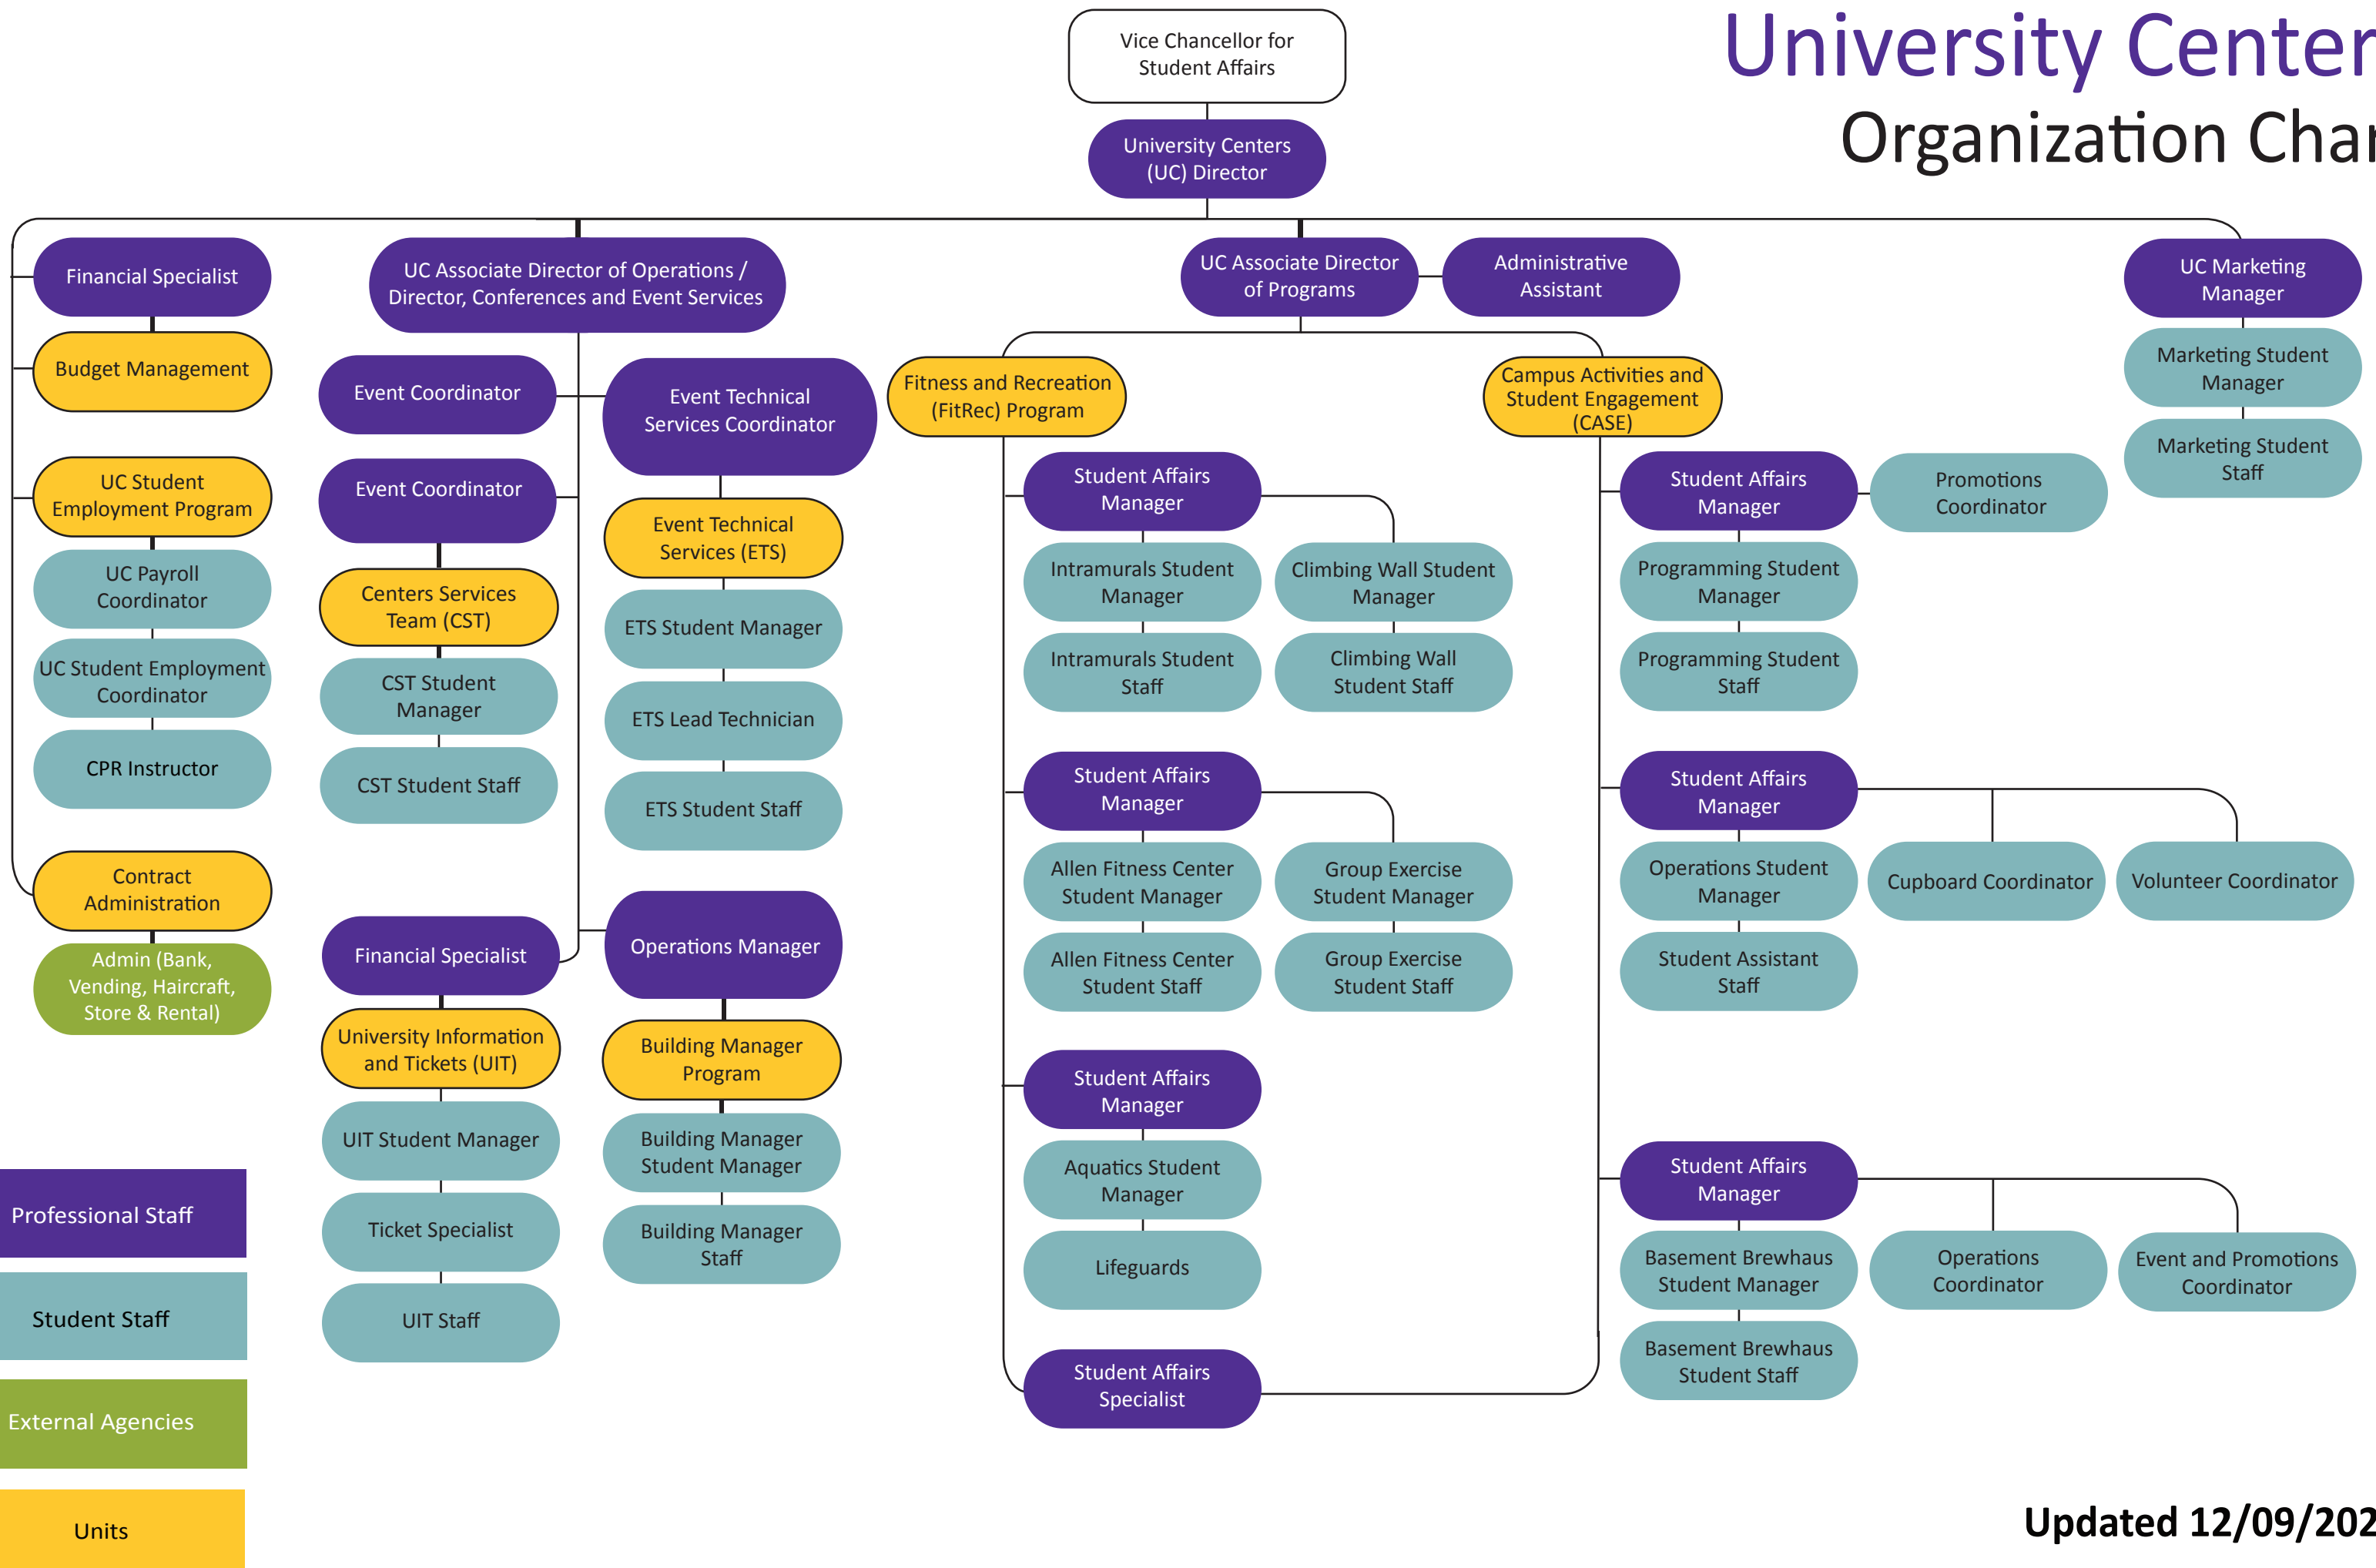 University Center
Organization Char
Vice Chancellor for
Student Affairs
University Centers
(UC) Director
Financial Specialist
Budget Management
UC Student
Employment Program
UC Payroll
Coordinator
UC Student Employment
Coordinator
CPR Instructor
Contract
Administration
Admin (Bank,
Vending, Haircraft,
Store & Rental)
UC Associate Director of Operations /
Director, Conferences and Event Services
Event Coordinator
Event Coordinator
Centers Services
Team (CST)
CST Student
Manager
CST Student Staff
Event Technical
Services Coordinator
Event Technical
Services (ETS)
ETS Student Manager
ETS Lead Technician
ETS Student Staff
Financial Specialist
University Information
and Tickets (UIT)
UIT Student Manager
Ticket Specialist
UIT Staff
Operations Manager
Building Manager
Program
Building Manager
Student Manager
Building Manager
Staff
UC Associate Director
of Programs
Administrative
Assistant
Fitness and Recreation
(FitRec) Program
Student Affairs
Manager
Intramurals Student
Manager
Intramurals Student
Staff
Climbing Wall Student
Manager
Climbing Wall
Student Staff
Student Affairs
Manager
Allen Fitness Center
Student Manager
Allen Fitness Center
Student Staff
Group Exercise
Student Manager
Group Exercise
Student Staff
Student Affairs
Manager
Aquatics Student
Manager
Lifeguards
Student Affairs
Specialist
Campus Activities and
Student Engagement
(CASE)
Student Affairs
Manager
Promotions
Coordinator
Programming Student
Manager
Programming Student
Staff
Student Affairs
Manager
Operations Student
Manager
Student Assistant
Staff
Cupboard Coordinator
Volunteer Coordinator
Student Affairs
Manager
Basement Brewhaus
Student Manager
Basement Brewhaus
Student Staff
Operations
Coordinator
Event and Promotions
Coordinator
UC Marketing
Manager
Marketing Student
Manager
Marketing Student
Staff
Professional Staff
Student Staff
External Agencies
Units
Updated 12/09/202